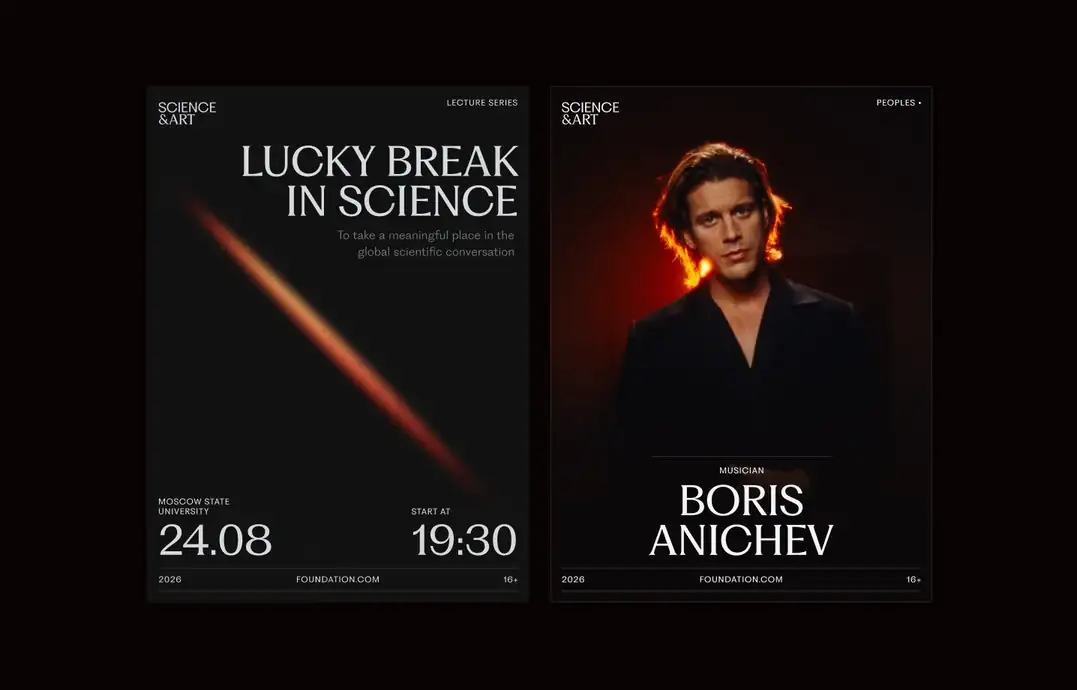 SCIENCE
&ART
LECTURE SERIES
LUCKY BREAK
IN SCIENCE
To take a meaningful place in the
global scientific conversation
MOSCOW STATE
UNIVERSITY
24.08
START AT
19:30
2026
FOUNDATION.COM
16+
SCIENCE
&ART
PEOPLES •
MUSICIAN
BORIS
ANICHEV
2026
FOUNDATION.COM
16+